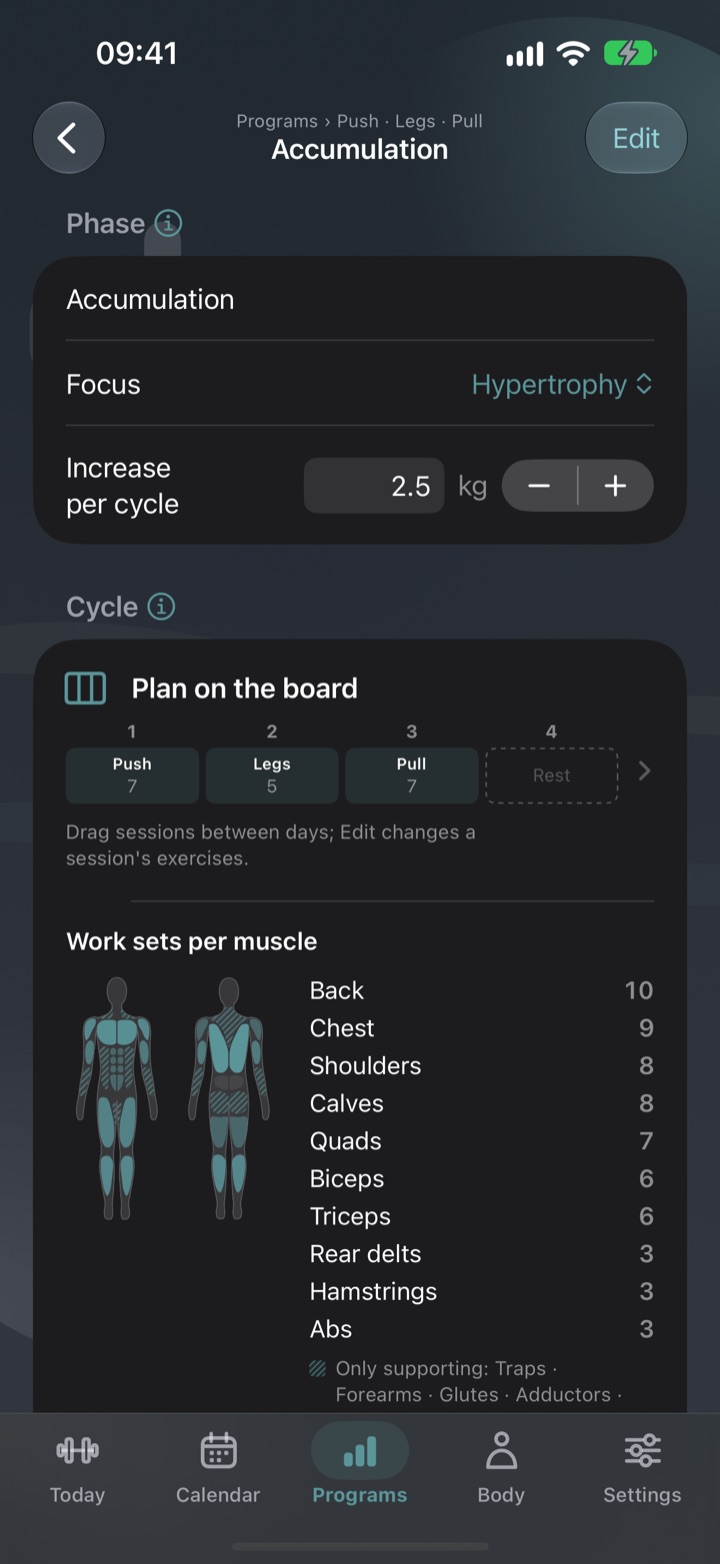 09:41
Programs › Push · Legs · Pull
Accumulation
Edit
Phase
Accumulation
Focus
Hypertrophy
Increase
per cycle
2.5 kg − +
Cycle
Plan on the board
1 2 3 4
Push Legs Pull Rest
7 5 7
Drag sessions between days; Edit changes a
session's exercises.
Work sets per muscle
Back 10
Chest 9
Shoulders 8
Calves 8
Quads 7
Biceps 6
Triceps 6
Rear delts 3
Hamstrings 3
Abs 3
Only supporting: Traps ·
Forearms · Glutes · Adductors ·
Today Calendar Programs Body Settings